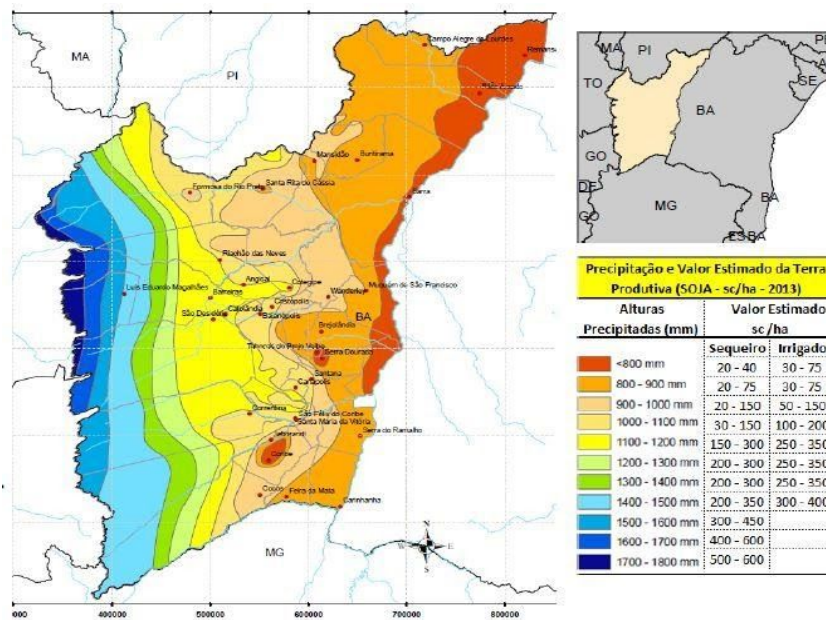 MA
PI
Campo Alegre de Lourdes
Remanso
Pilão Arcado
Mansidão
Buritirama
Formosa do Rio Preto
Santa Rita de Cássia
Barra
Riachão das Neves
Angical
Cotegipe
Luis Eduardo Magalhães
Barreiras
Wanderley
Muquém de São Francisco
Cristópolis
Catolândia
São Desidério
Baianópolis
BA
Brejolândia
Tabocas do Brejo Velho
Serra Dourada
Santana
Canápolis
Correntina
São Félix do Coribe
Santa Maria da Vitória
Serra do Ramalho
Jaborandi
Coribe
Cocos
Feira da Mata
Carinhanha
MG
N
W
E
S
000
400000
500000
600000
700000
800000
MA
PI
TO
SE
BA
GO
DF
GO
MG
BA
ES
BA
Precipitação e Valor Estimado da Terra
Produtiva (SOJA - sc/ha - 2013)
Alturas Valor Estimado
Precipitadas (mm) sc /ha
Sequeiro Irrigado
<800 mm 20 - 40 30 - 75
800 - 900 mm 20 - 75 30 - 75
900 - 1000 mm 20 - 150 50 - 150
1000 - 1100 mm 30 - 150 100 - 200
1100 - 1200 mm 150 - 300 250 - 350
1200 - 1300 mm 200 - 300 250 - 350
1300 - 1400 mm 200 - 300 250 - 350
1400 - 1500 mm 200 - 350 300 - 400
1500 - 1600 mm 300 - 450
1600 - 1700 mm 400 - 600
1700 - 1800 mm 500 - 600